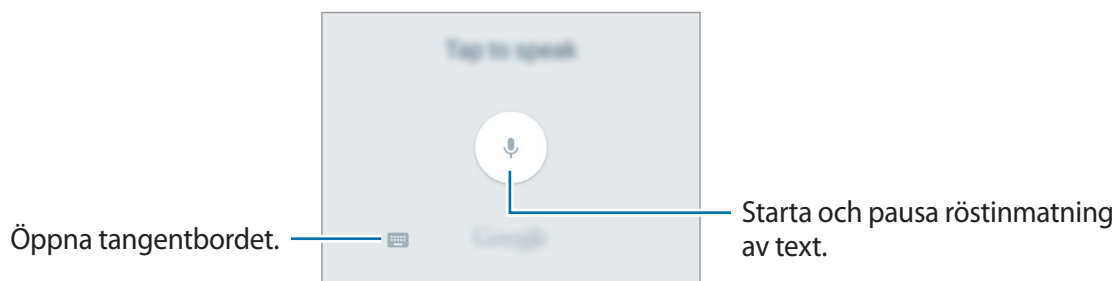 Tap to speak
Öppna tangentbordet.
Google
Starta och pausa röstinmatning
av text.